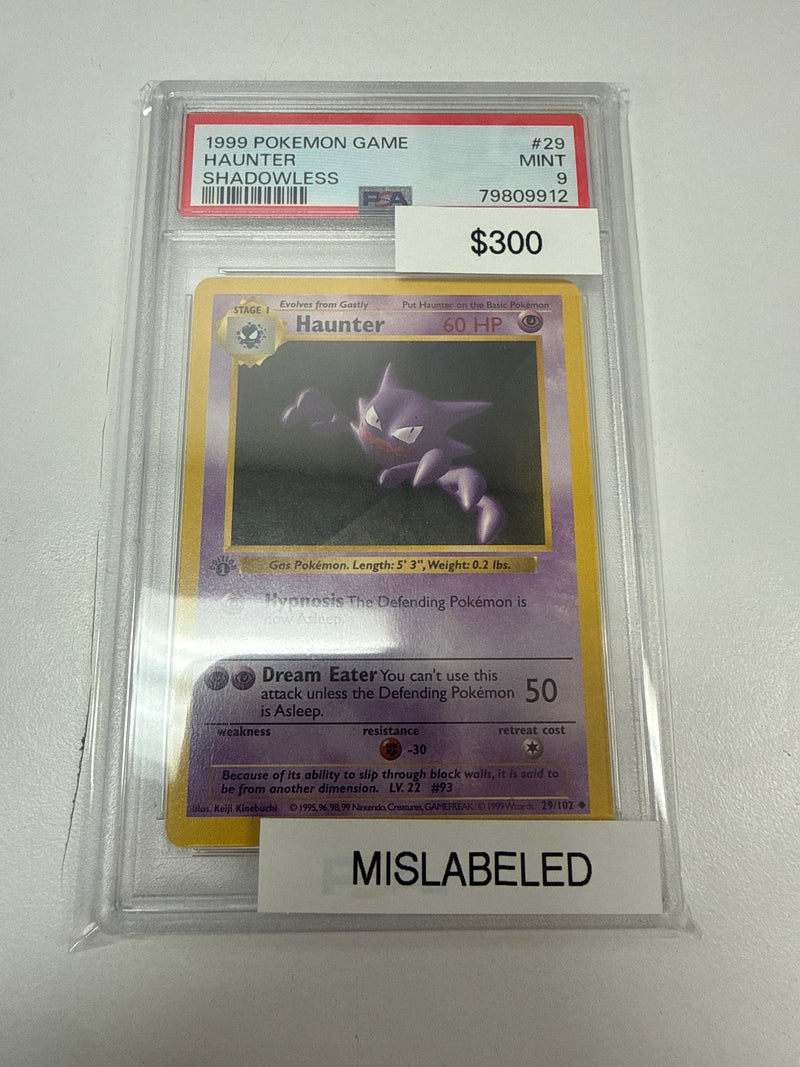 1999 POKEMON GAME #29
HAUNTER MINT
SHADOWLESS 9
PSA 79809912
$300
Evolves from Gastly Put Haunter on the Basic Pokémon
STAGE 1
Haunter 60 HP
EDITION
1
Gas Pokémon. Length: 5' 3", Weight: 0.2 lbs.
Hypnosis The Defending Pokémon is
now Asleep.
Dream Eater You can't use this
attack unless the Defending Pokémon 50
is Asleep.
weakness resistance retreat cost
-30
Because of its ability to slip through block walls, it is said to
be from another dimension. LV. 22 #93
Illus. Keiji Kinebuchi © 1995, 96, 98, 99 Nintendo, Creatures, GAMEFREAK. © 1999 Wizards. 29/102
MISLABELED